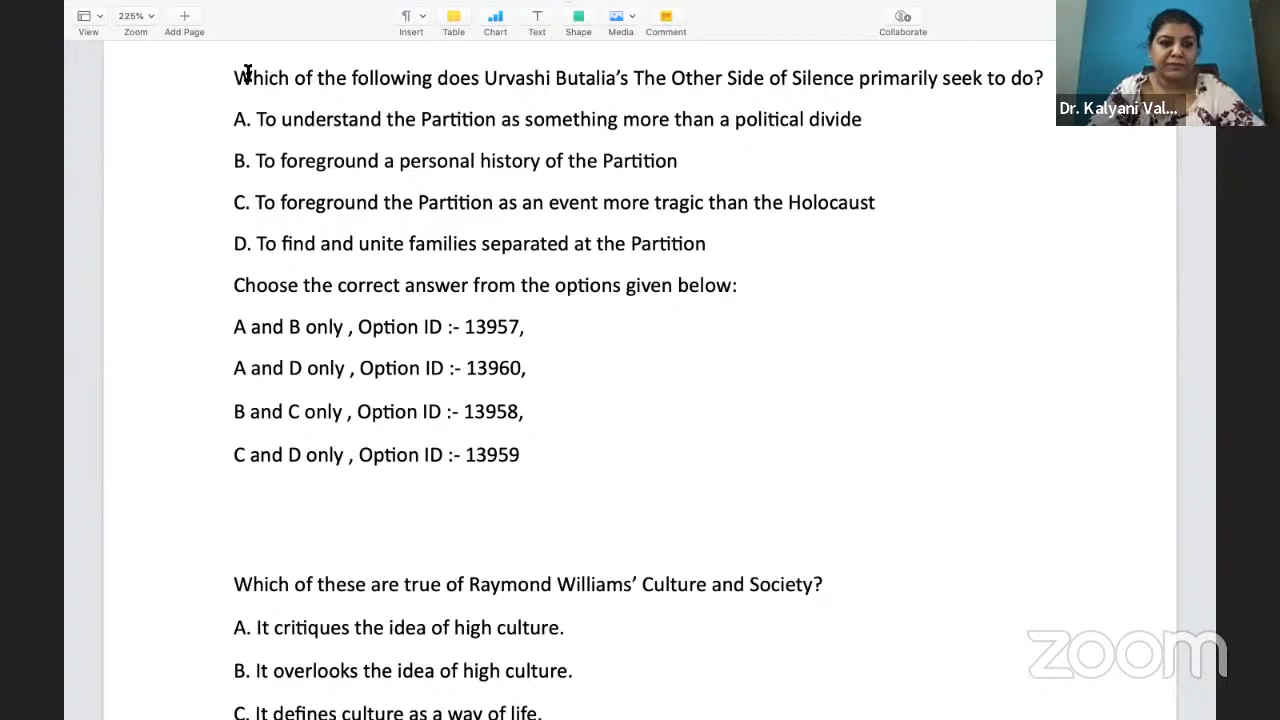 View
225%
Zoom
Add Page
Insert
Table
Chart
Text
Shape
Media
Comment
Collaborate
Dr. Kalyani Val...
Which of the following does Urvashi Butalia’s The Other Side of Silence primarily seek to do?
A. To understand the Partition as something more than a political divide
B. To foreground a personal history of the Partition
C. To foreground the Partition as an event more tragic than the Holocaust
D. To find and unite families separated at the Partition
Choose the correct answer from the options given below:
A and B only , Option ID :- 13957,
A and D only , Option ID :- 13960,
B and C only , Option ID :- 13958,
C and D only , Option ID :- 13959
Which of these are true of Raymond Williams’ Culture and Society?
A. It critiques the idea of high culture.
B. It overlooks the idea of high culture.
C. It defines culture as a way of life.
zoom